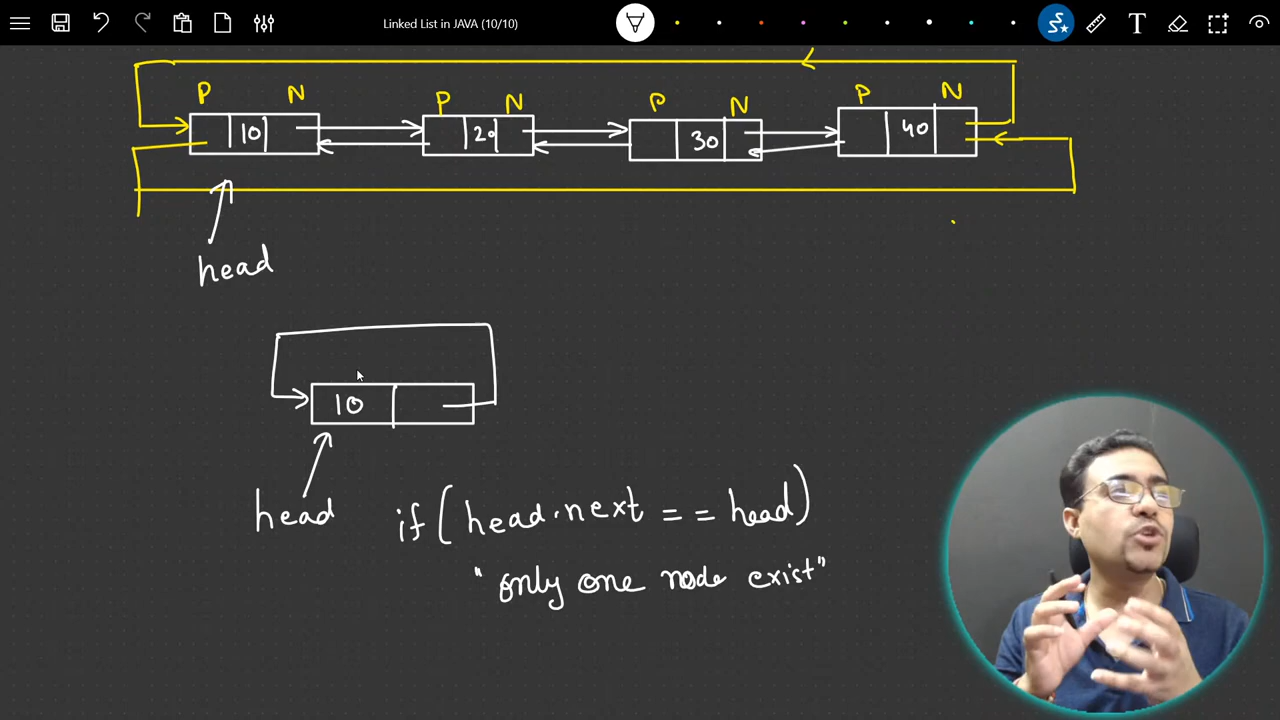 Linked List in JAVA (10/10)
T
P N P N P N P N
10 20 30 40
head
10
head
if (head.next == head)
"only one node exist"